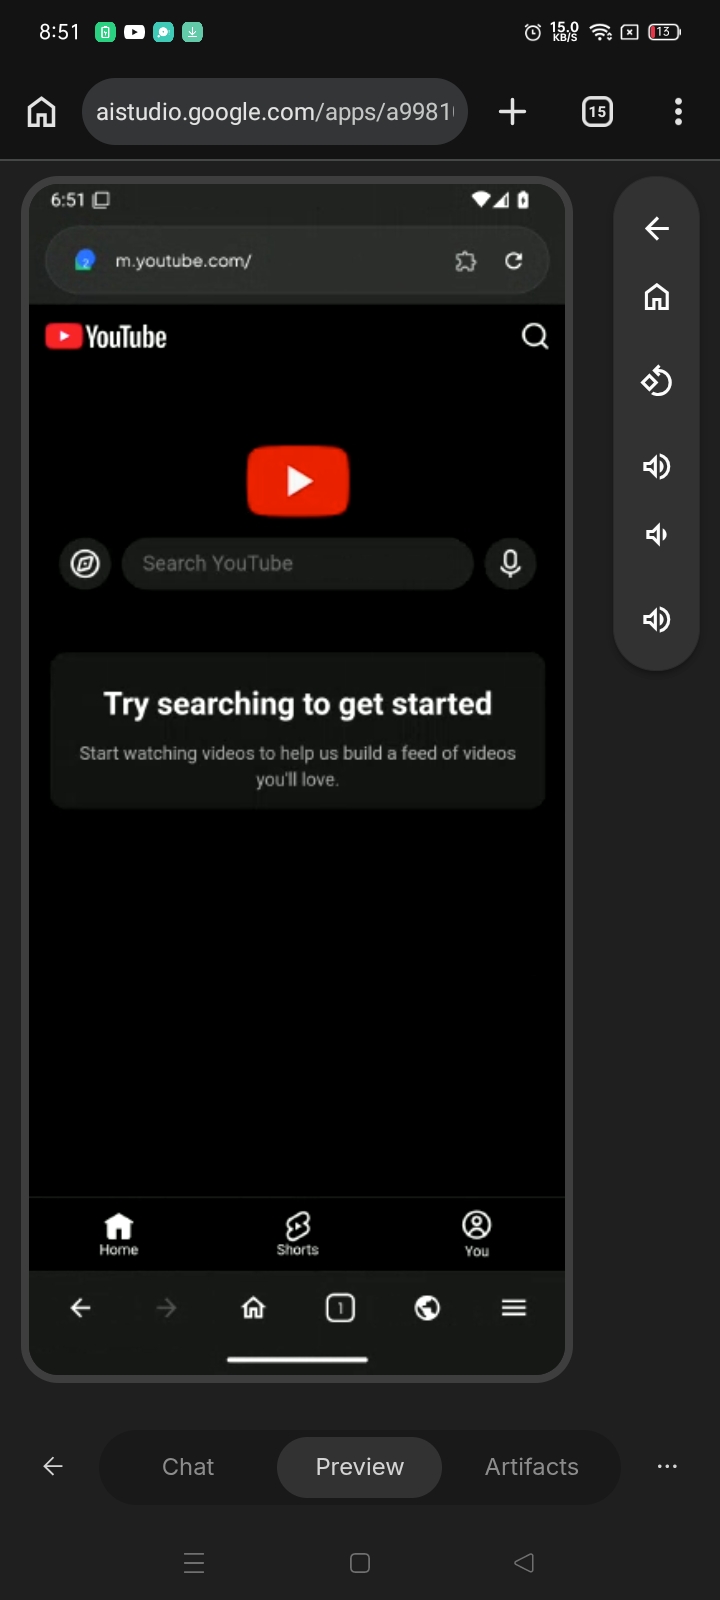 8:51
15.0
KB/S
13
aistudio.google.com/apps/a9981
15
6:51
m.youtube.com/
YouTube
Search YouTube
Try searching to get started
Start watching videos to help us build a feed of videos
you'll love.
Home
Shorts
You
1
Chat
Preview
Artifacts